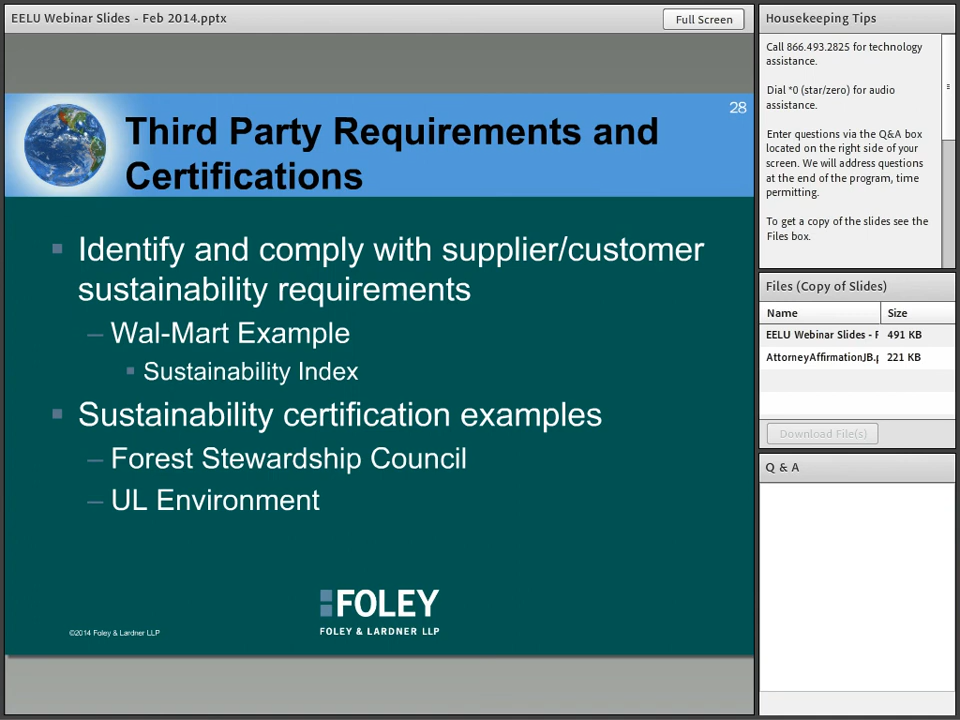 EELU Webinar Slides - Feb 2014.pptx
Full Screen
28
Third Party Requirements and
Certifications
▪ Identify and comply with supplier/customer
sustainability requirements
– Wal-Mart Example
▪ Sustainability Index
▪ Sustainability certification examples
– Forest Stewardship Council
– UL Environment
FOLEY
FOLEY & LARDNER LLP
©2014 Foley & Lardner LLP
Housekeeping Tips
Call 866.493.2825 for technology
assistance.
Dial *0 (star/zero) for audio
assistance.
Enter questions via the Q&A box
located on the right side of your
screen. We will address questions
at the end of the program, time
permitting.
To get a copy of the slides see the
Files box.
Files (Copy of Slides)
Name Size
EELU Webinar Slides - F 491 KB
AttorneyAffirmationJB.p 221 KB
Download File(s)
Q & A